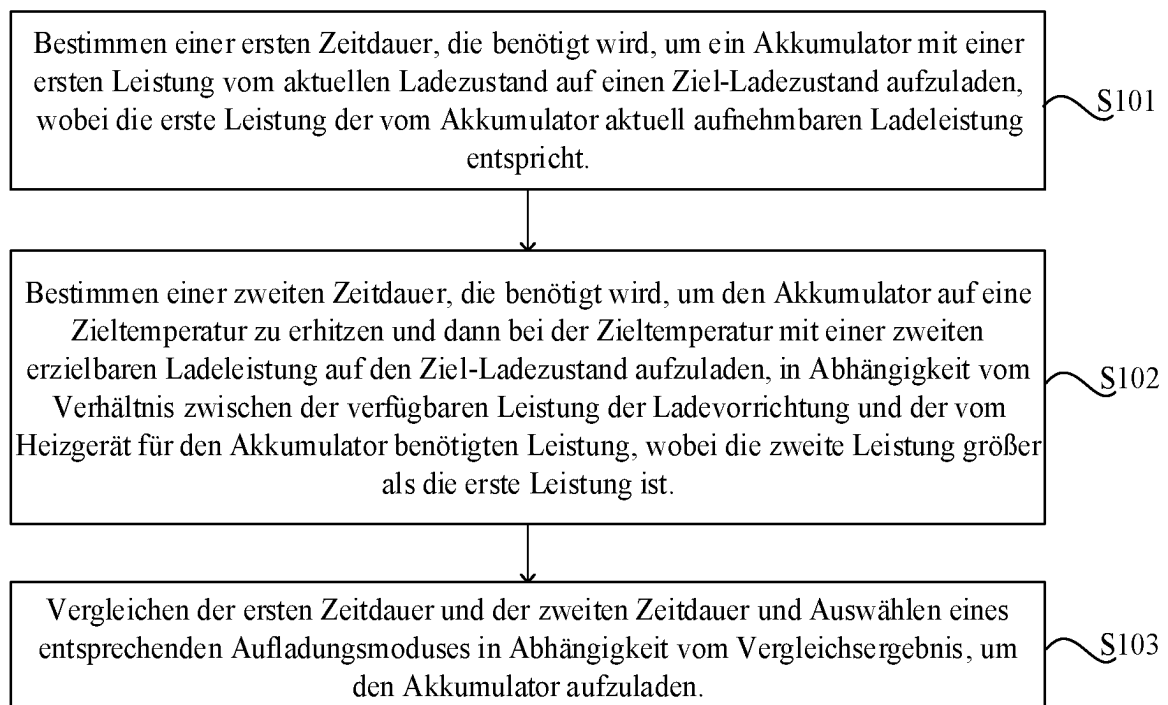 Bestimmen einer ersten Zeitdauer, die benötigt wird, um ein Akkumulator mit einer
ersten Leistung vom aktuellen Ladezustand auf einen Ziel-Ladezustand aufzuladen,
wobei die erste Leistung der vom Akkumulator aktuell aufnehmbaren Ladeleistung
entspricht.
S101
Bestimmen einer zweiten Zeitdauer, die benötigt wird, um den Akkumulator auf eine
Zieltemperatur zu erhitzen und dann bei der Zieltemperatur mit einer zweiten
erzielbaren Ladeleistung auf den Ziel-Ladezustand aufzuladen, in Abhängigkeit vom
Verhältnis zwischen der verfügbaren Leistung der Ladevorrichtung und der vom
Heizgerät für den Akkumulator benötigten Leistung, wobei die zweite Leistung größer
als die erste Leistung ist.
S102
Vergleichen der ersten Zeitdauer und der zweiten Zeitdauer und Auswählen eines
entsprechenden Aufladungsmoduses in Abhängigkeit vom Vergleichsergebnis, um
den Akkumulator aufzuladen.
S103